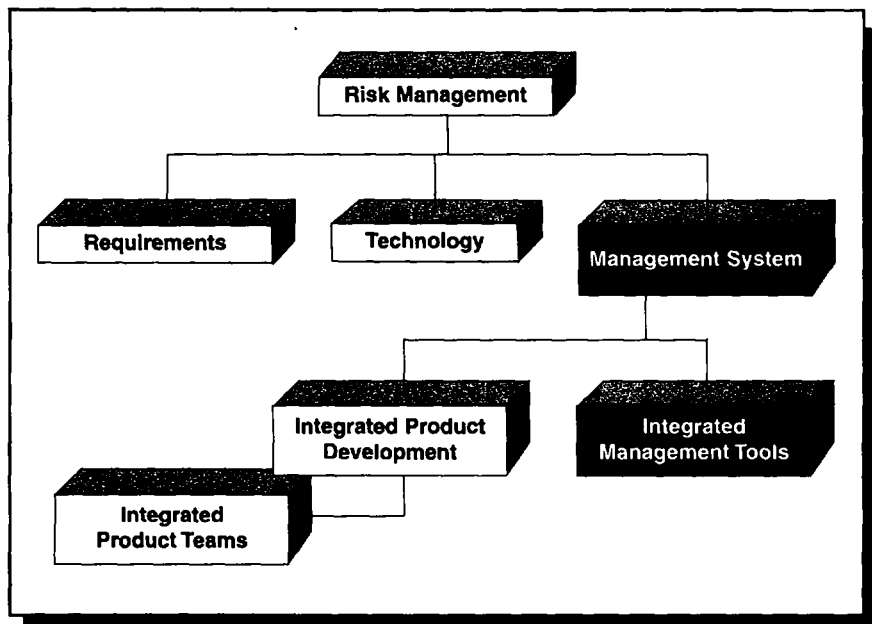 Risk Management
Requirements
Technology
Management System
Integrated Product
Development
Integrated
Management Tools
Integrated
Product Teams